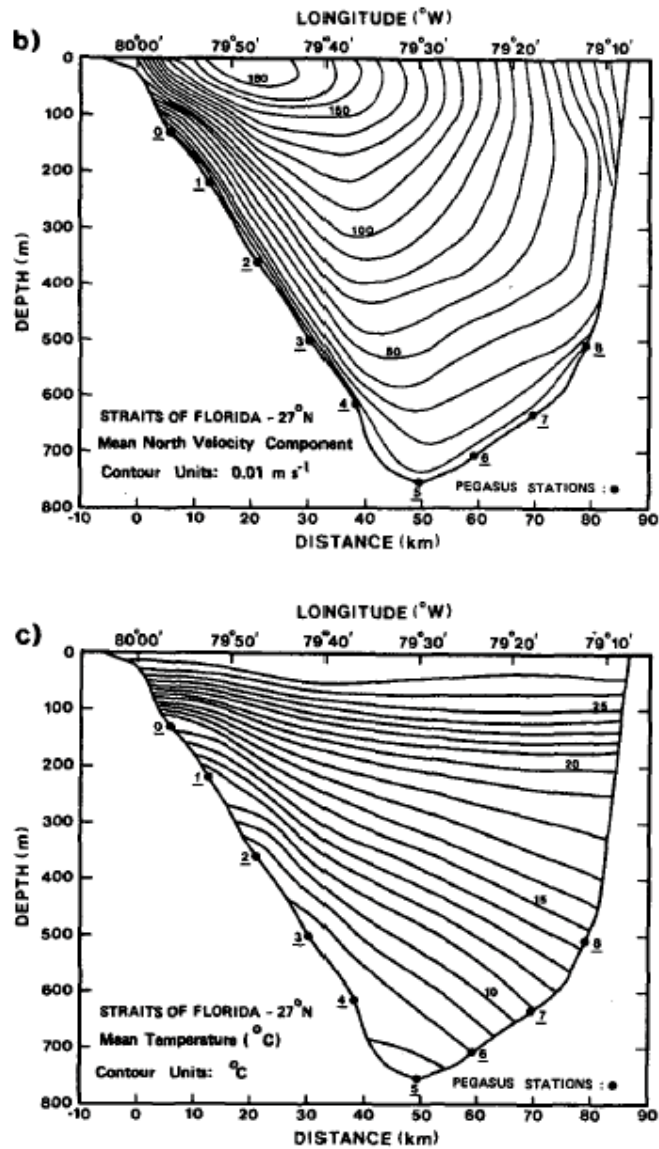 b)
LONGITUDE (°W)
80°00' 79°50' 79°40' 79°30' 79°20' 79°10'
DEPTH (m)
0
100
200
300
400
500
600
700
800
180
150
100
50
0
1
2
3
4
5
6
7
8
STRAITS OF FLORIDA - 27°N
Mean North Velocity Component
Contour Units: 0.01 m s⁻¹
PEGASUS STATIONS : ●
-10 0 10 20 30 40 50 60 70 80 90
DISTANCE (km)
c)
LONGITUDE (°W)
80°00' 79°50' 79°40' 79°30' 79°20' 79°10'
DEPTH (m)
0
100
200
300
400
500
600
700
800
25
20
15
10
0
1
2
3
4
5
6
7
8
STRAITS OF FLORIDA - 27°N
Mean Temperature (°C)
Contour Units: °C
PEGASUS STATIONS : ●
-10 0 10 20 30 40 50 60 70 80 90
DISTANCE (km)